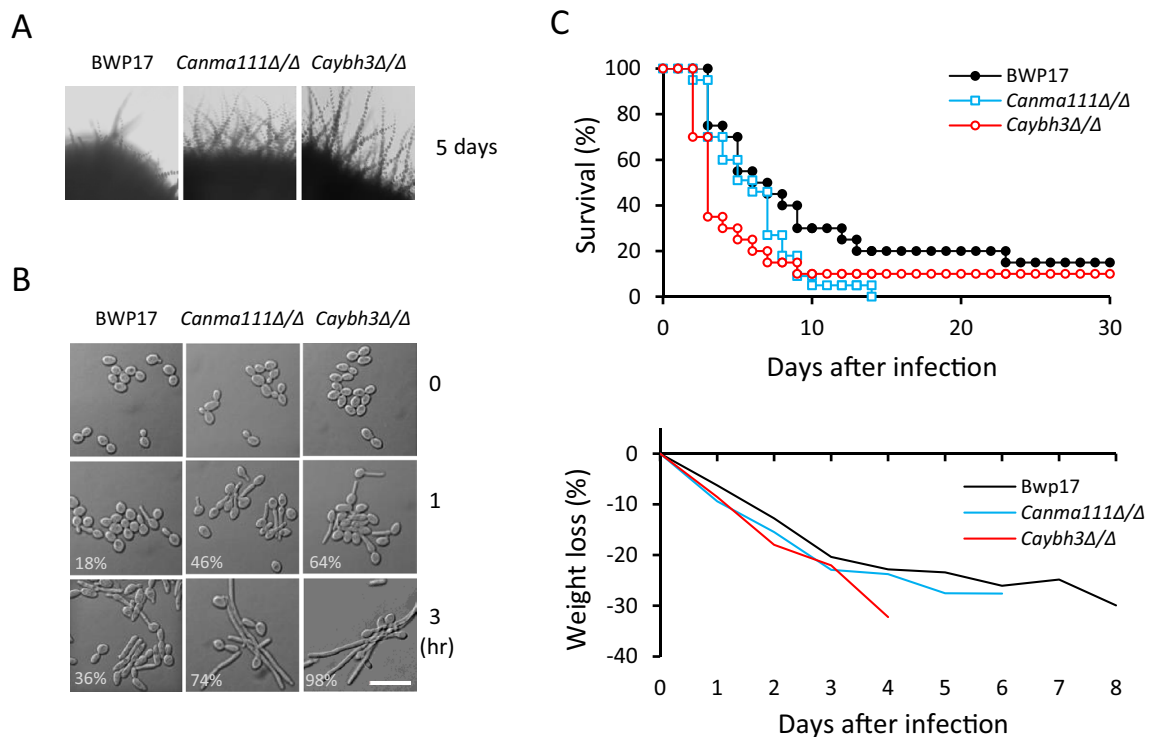 A
BWP17 Canma111Δ/Δ Caybh3Δ/Δ
5 days
B
BWP17 Canma111Δ/Δ Caybh3Δ/Δ
0
18% 46% 64%
1
36% 74% 98%
3
(hr)
C
Survival (%)
100
80
60
40
20
0
0 10 20 30
Days after infection
BWP17
Canma111Δ/Δ
Caybh3Δ/Δ
Weight loss (%)
0
-10
-20
-30
-40
0 1 2 3 4 5 6 7 8
Days after infection
Bwp17
Canma111Δ/Δ
Caybh3Δ/Δ